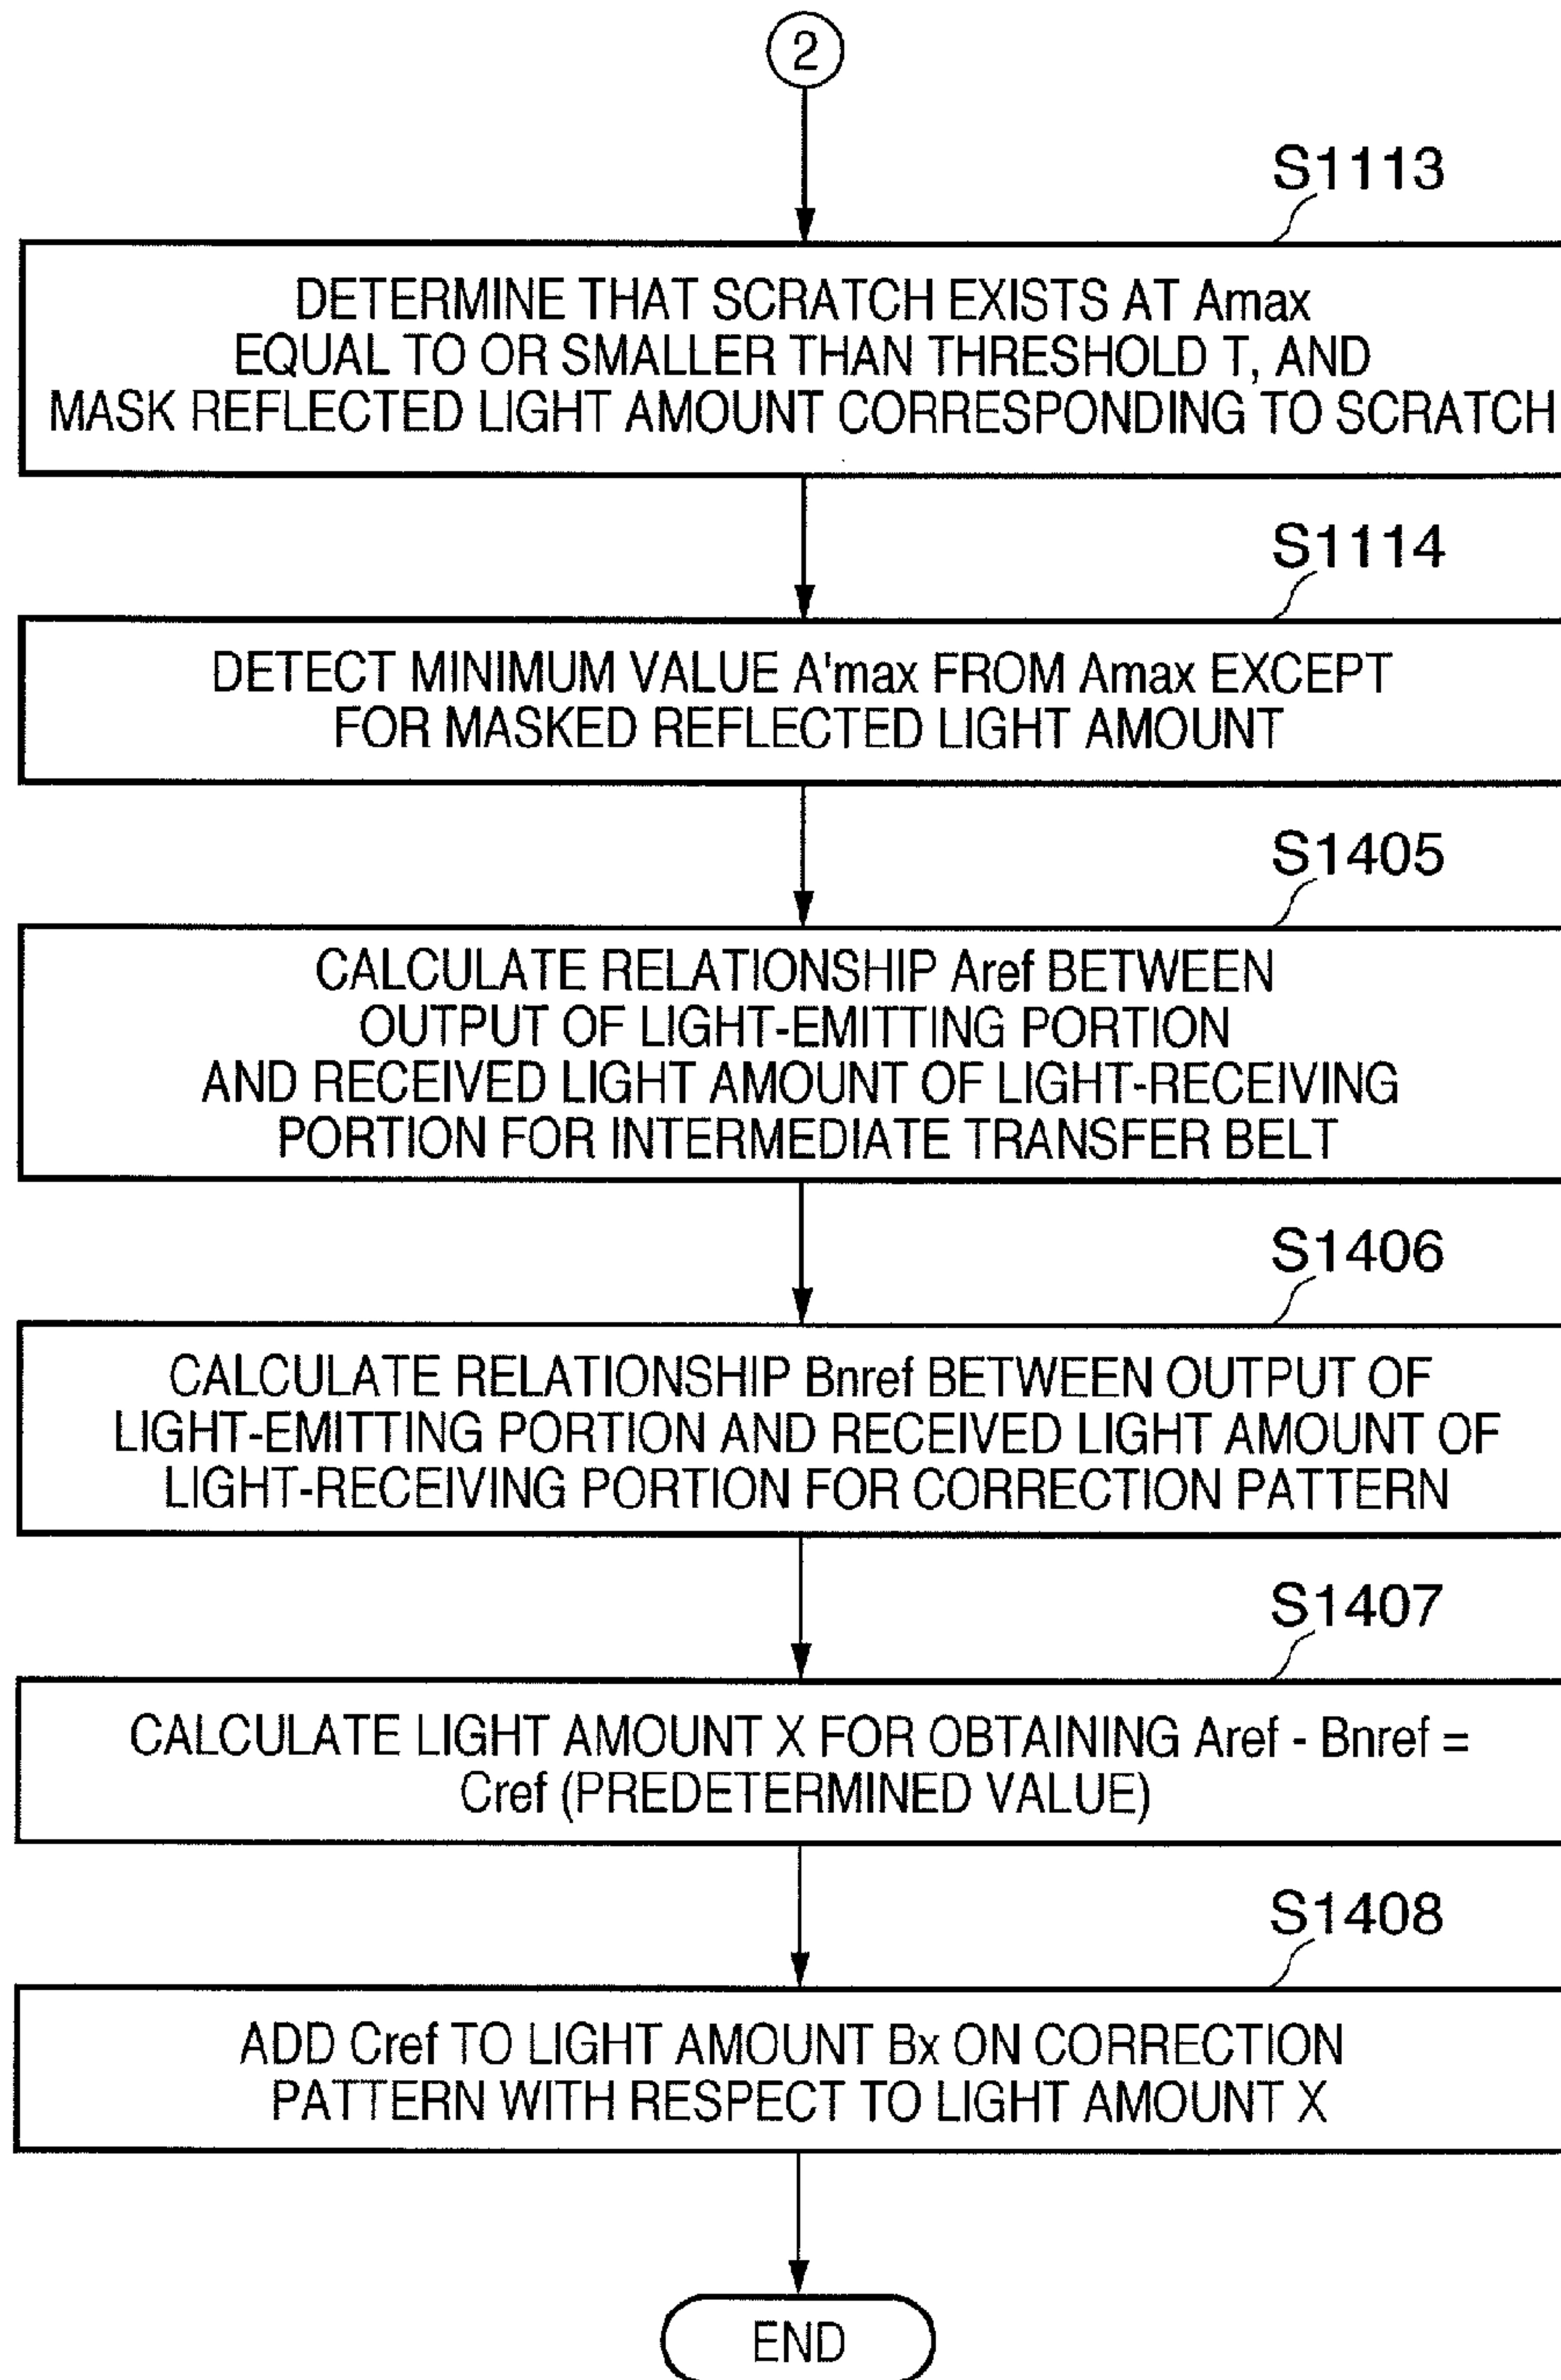 2
S1113
DETERMINE THAT SCRATCH EXISTS AT Amax
EQUAL TO OR SMALLER THAN THRESHOLD T, AND
MASK REFLECTED LIGHT AMOUNT CORRESPONDING TO SCRATCH
S1114
DETECT MINIMUM VALUE A'max FROM Amax EXCEPT
FOR MASKED REFLECTED LIGHT AMOUNT
S1405
CALCULATE RELATIONSHIP Aref BETWEEN
OUTPUT OF LIGHT-EMITTING PORTION
AND RECEIVED LIGHT AMOUNT OF LIGHT-RECEIVING
PORTION FOR INTERMEDIATE TRANSFER BELT
S1406
CALCULATE RELATIONSHIP Bnref BETWEEN OUTPUT OF
LIGHT-EMITTING PORTION AND RECEIVED LIGHT AMOUNT OF
LIGHT-RECEIVING PORTION FOR CORRECTION PATTERN
S1407
CALCULATE LIGHT AMOUNT X FOR OBTAINING Aref - Bnref =
Cref (PREDETERMINED VALUE)
S1408
ADD Cref TO LIGHT AMOUNT Bx ON CORRECTION
PATTERN WITH RESPECT TO LIGHT AMOUNT X
END